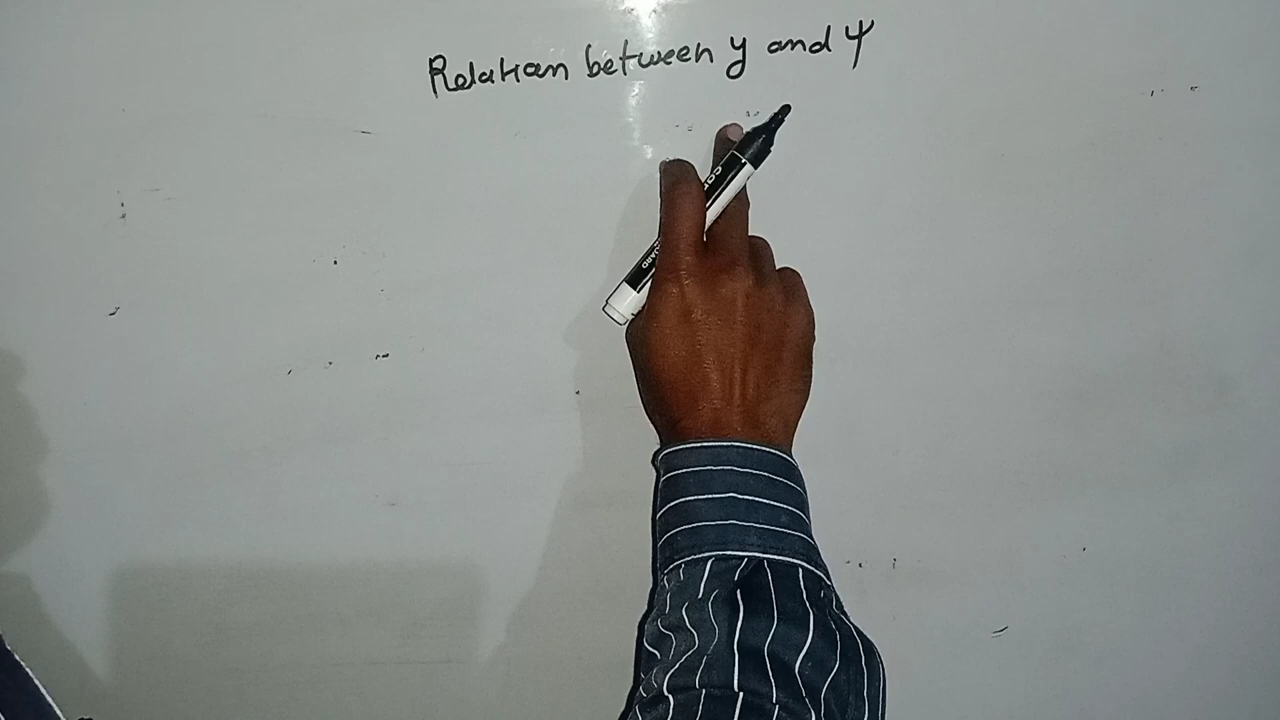 Relation between y and ψ